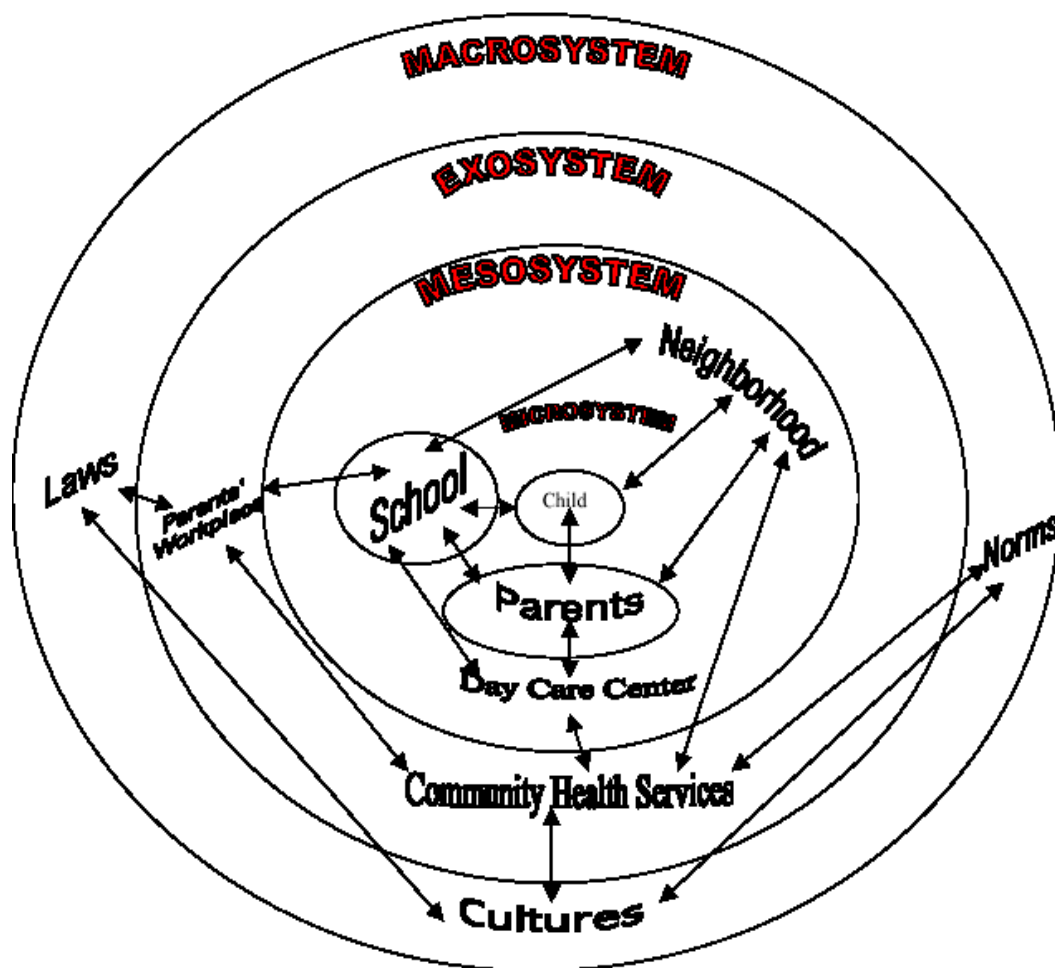 MACROSYSTEM
EXOSYSTEM
MESOSYSTEM
Neighborhood
MICROSYSTEM
Laws
Parents'
Workplace
School
Child
Norms
Parents
Day Care Center
Community Health Services
Cultures